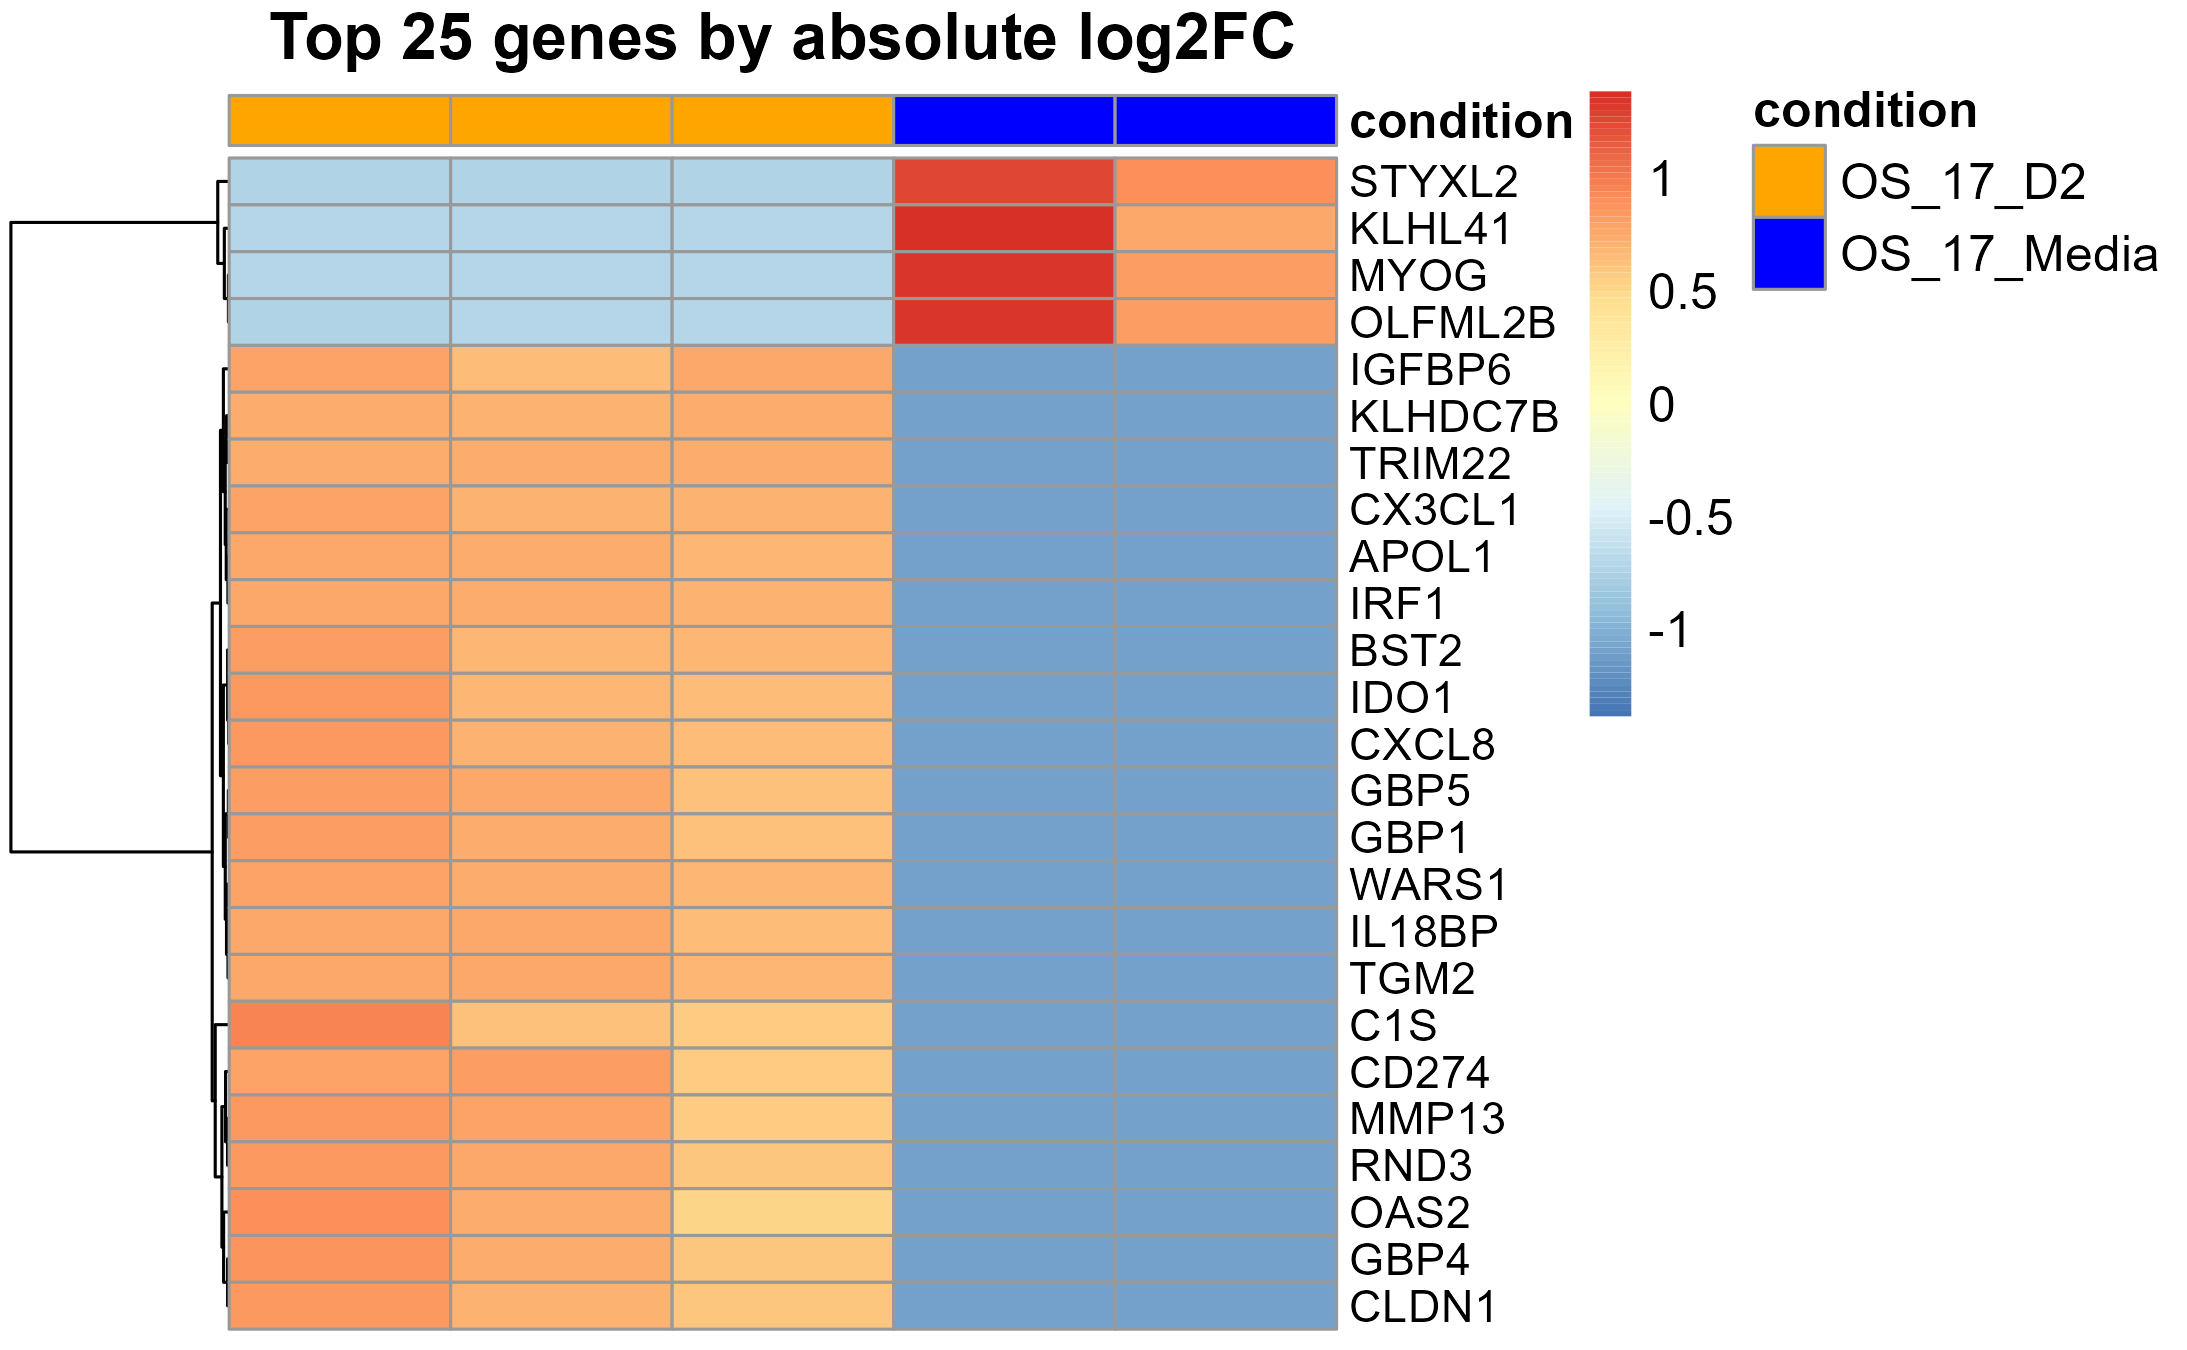 Top 25 genes by absolute log2FC
condition
STYXL2
KLHL41
MYOG
OLFML2B
IGFBP6
KLHDC7B
TRIM22
CX3CL1
APOL1
IRF1
BST2
IDO1
CXCL8
GBP5
GBP1
WARS1
IL18BP
TGM2
C1S
CD274
MMP13
RND3
OAS2
GBP4
CLDN1
1
0.5
0
-0.5
-1
condition
OS_17_D2
OS_17_Media